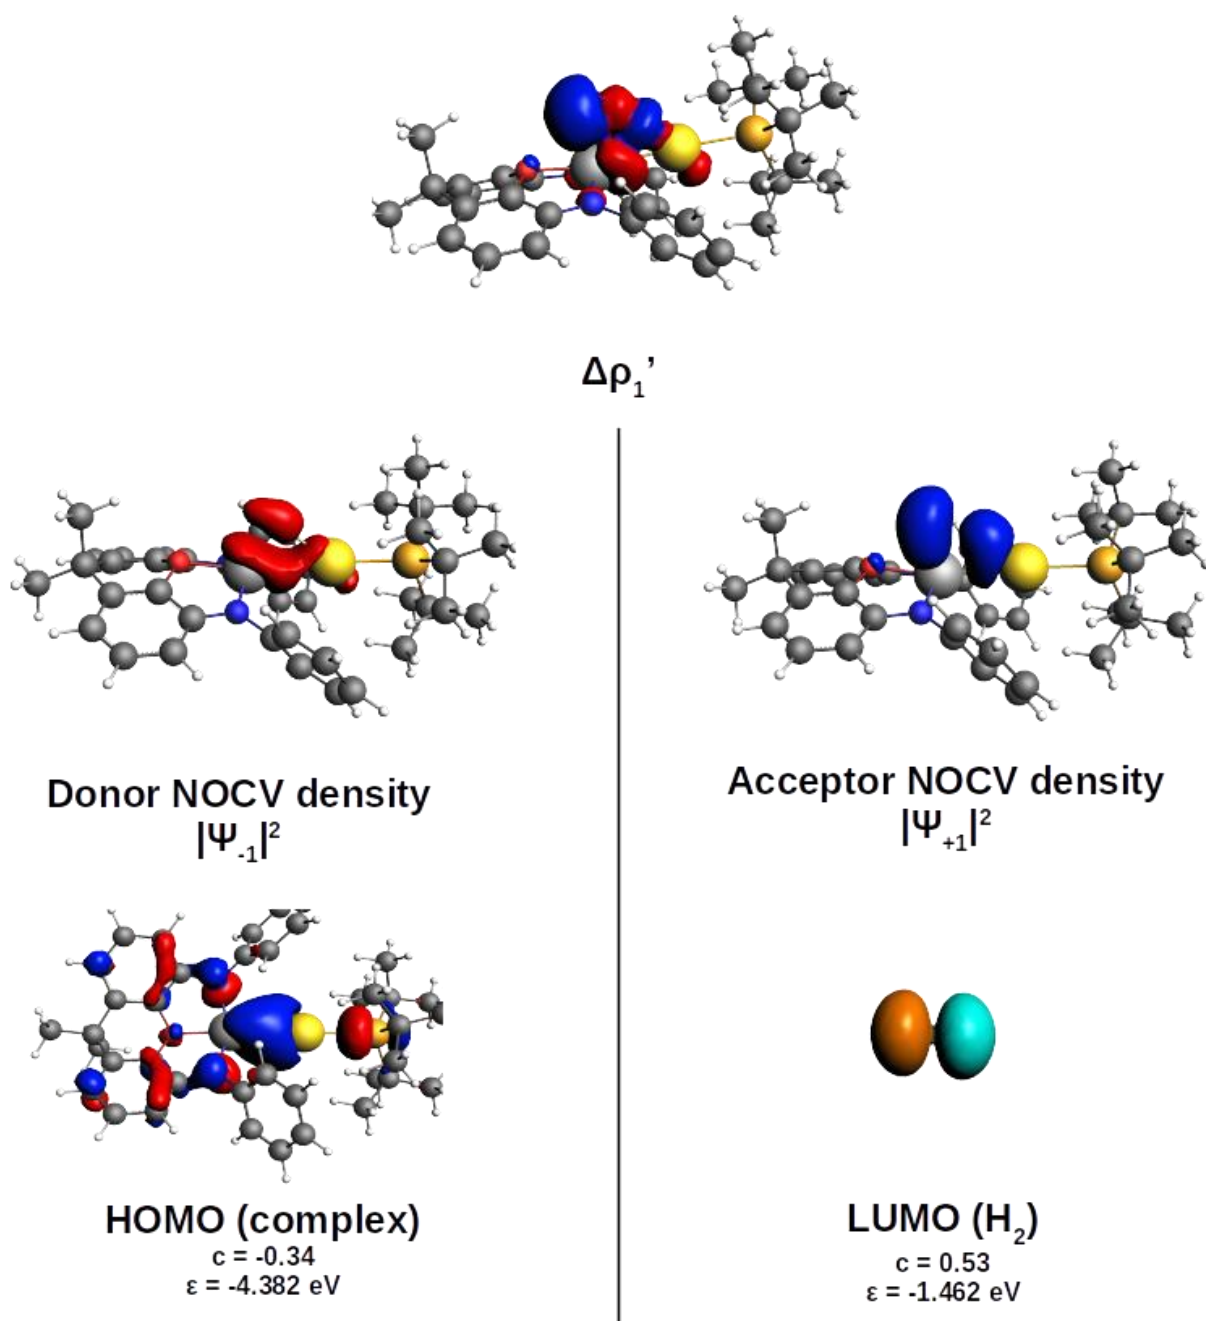 Δρ₁’
Donor NOCV density
|Ψ₋₁|²
Acceptor NOCV density
|Ψ₊₁|²
HOMO (complex)
c = -0.34
ε = -4.382 eV
LUMO (H₂)
c = 0.53
ε = -1.462 eV